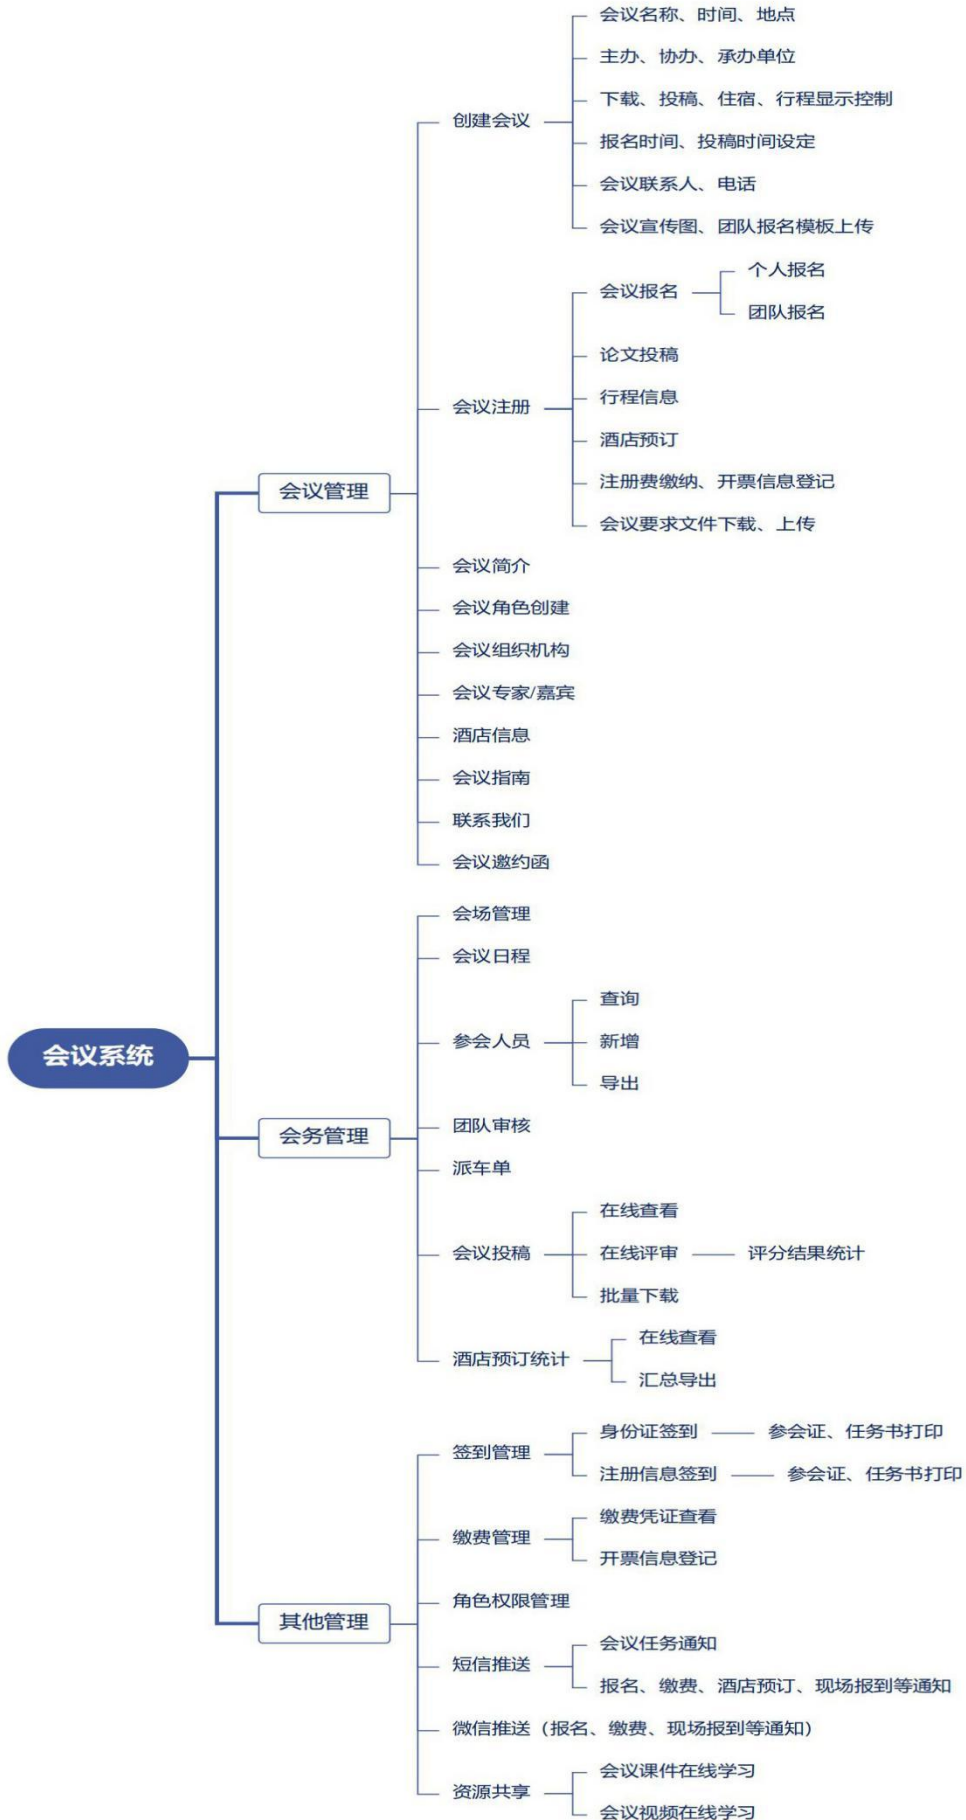 会议名称、时间、地点
主办、协办、承办单位
下载、投稿、住宿、行程显示控制
创建会议
报名时间、投稿时间设定
会议联系人、电话
会议宣传图、团队报名模板上传
个人报名
会议报名
团队报名
论文投稿
行程信息
会议注册
酒店预订
注册费缴纳、开票信息登记
会议管理
会议要求文件下载、上传
会议简介
会议角色创建
会议组织机构
会议专家/嘉宾
酒店信息
会议指南
联系我们
会议邀约函
会场管理
会议日程
查询
参会人员
新增
会议系统
导出
团队审核
会务管理
派车单
在线查看
会议投稿
在线评审
评分结果统计
批量下载
在线查看
酒店预订统计
汇总导出
身份证签到
参会证、任务书打印
签到管理
注册信息签到
参会证、任务书打印
缴费凭证查看
缴费管理
开票信息登记
角色权限管理
其他管理
会议任务通知
短信推送
报名、缴费、酒店预订、现场报到等通知
微信推送（报名、缴费、现场报到等通知）
会议课件在线学习
资源共享
会议视频在线学习